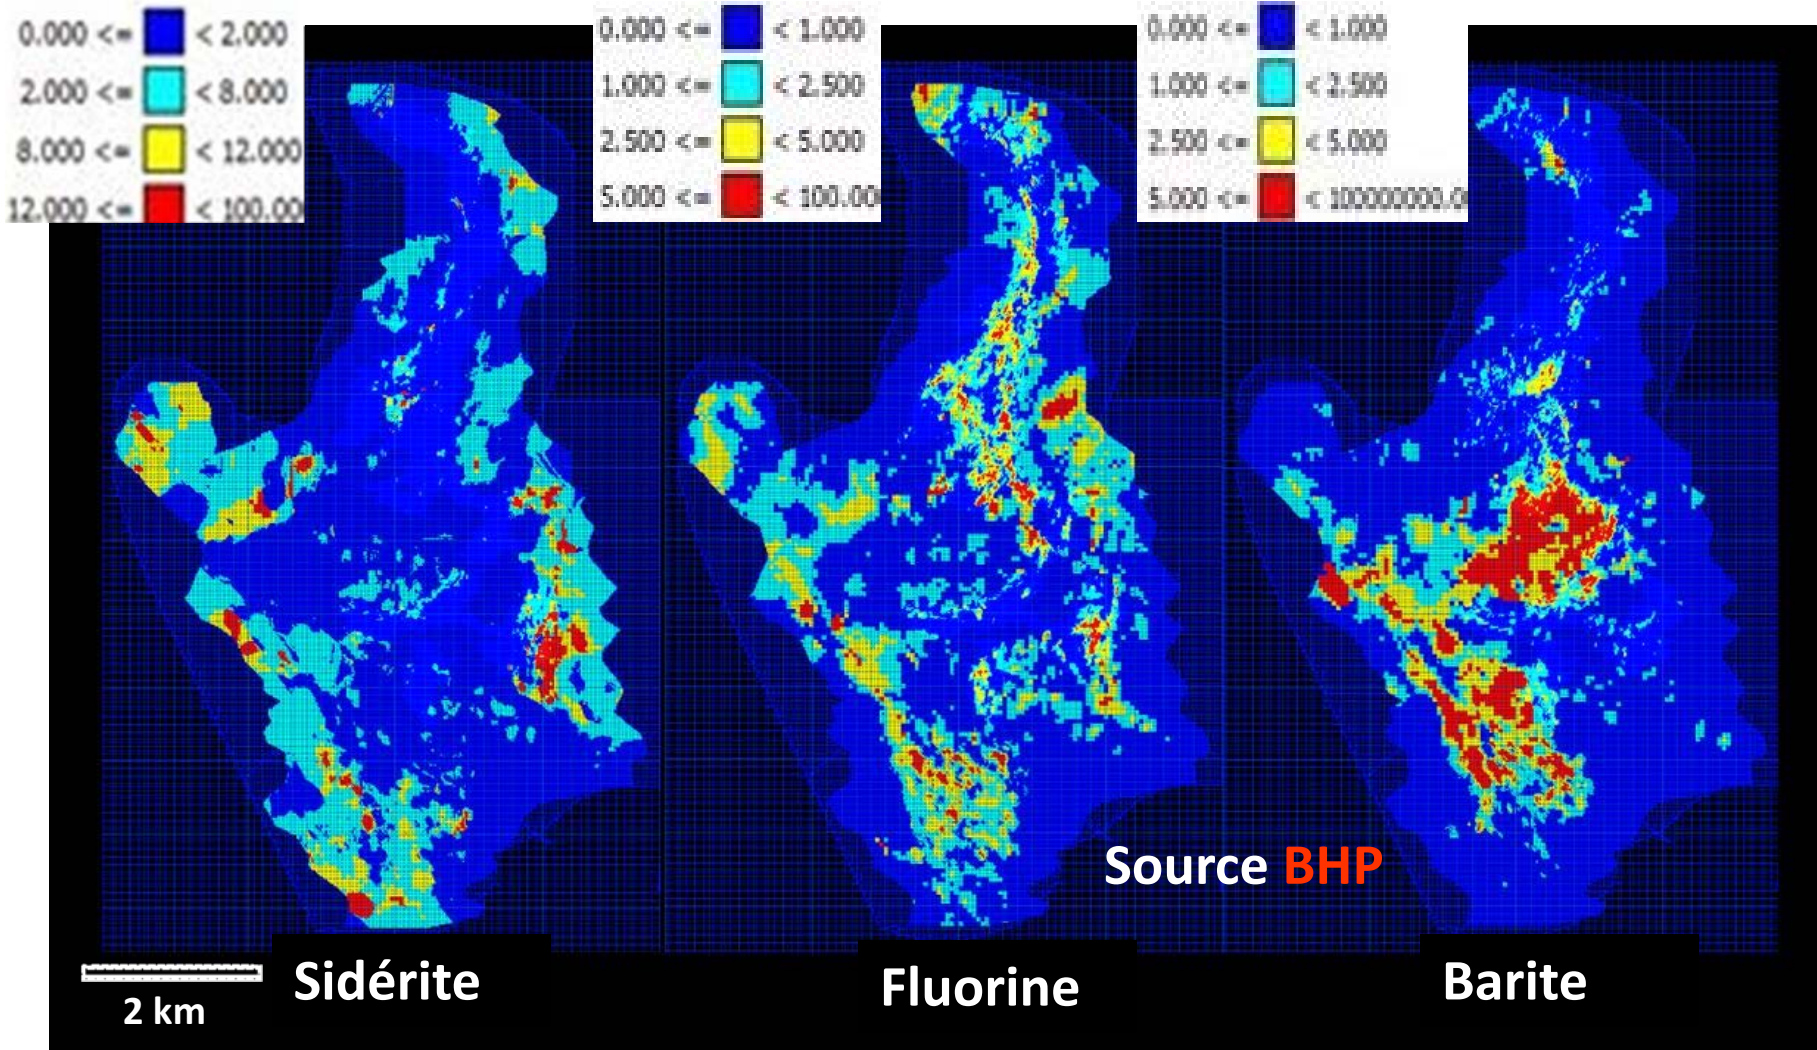 0.000 <= < 2.000
2.000 <= < 8.000
8.000 <= < 12.000
12.000 <= < 100.00
0.000 <= < 1.000
1.000 <= < 2.500
2.500 <= < 5.000
5.000 <= < 100.00
0.000 <= < 1.000
1.000 <= < 2.500
2.500 <= < 5.000
5.000 <= < 100000000.0
Source BHP
Sidérite
Fluorine
Barite
2 km